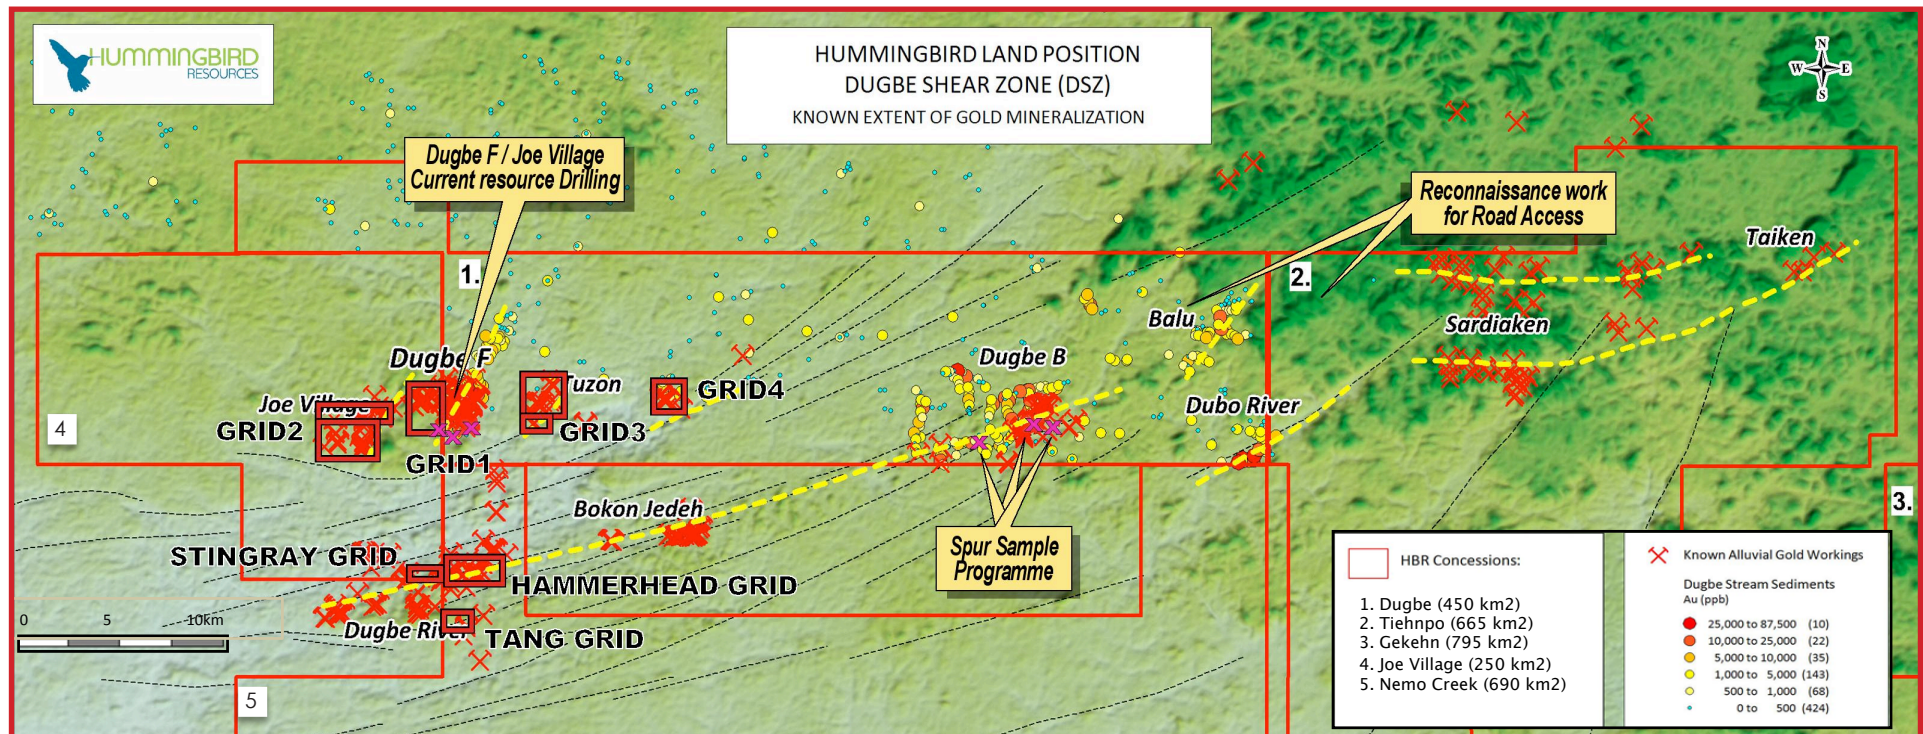 HUMMINGBIRD
RESOURCES
HUMMINGBIRD LAND POSITION
DUGBE SHEAR ZONE (DSZ)
KNOWN EXTENT OF GOLD MINERALIZATION
N
W E
S
Dugbe F / Joe Village
Current resource Drilling
Reconnaissance work
for Road Access
Taiken
1.
2.
Balu
Sardiaken
Dugbe F
Dugbe B
Tuzon
GRID4
Joe Village
Dubo River
4
GRID2
GRID3
GRID1
3.
Bokon Jedeh
Spur Sample
Programme
STINGRAY GRID
HAMMERHEAD GRID
0 5 10km
Dugbe River
TANG GRID
5
HBR Concessions:
1. Dugbe (450 km2)
2. Tiehnpo (665 km2)
3. Gekehn (795 km2)
4. Joe Village (250 km2)
5. Nemo Creek (690 km2)
Known Alluvial Gold Workings
Dugbe Stream Sediments
Au (ppb)
25,000 to 87,500 (10)
10,000 to 25,000 (22)
5,000 to 10,000 (35)
1,000 to 5,000 (143)
500 to 1,000 (68)
0 to 500 (424)